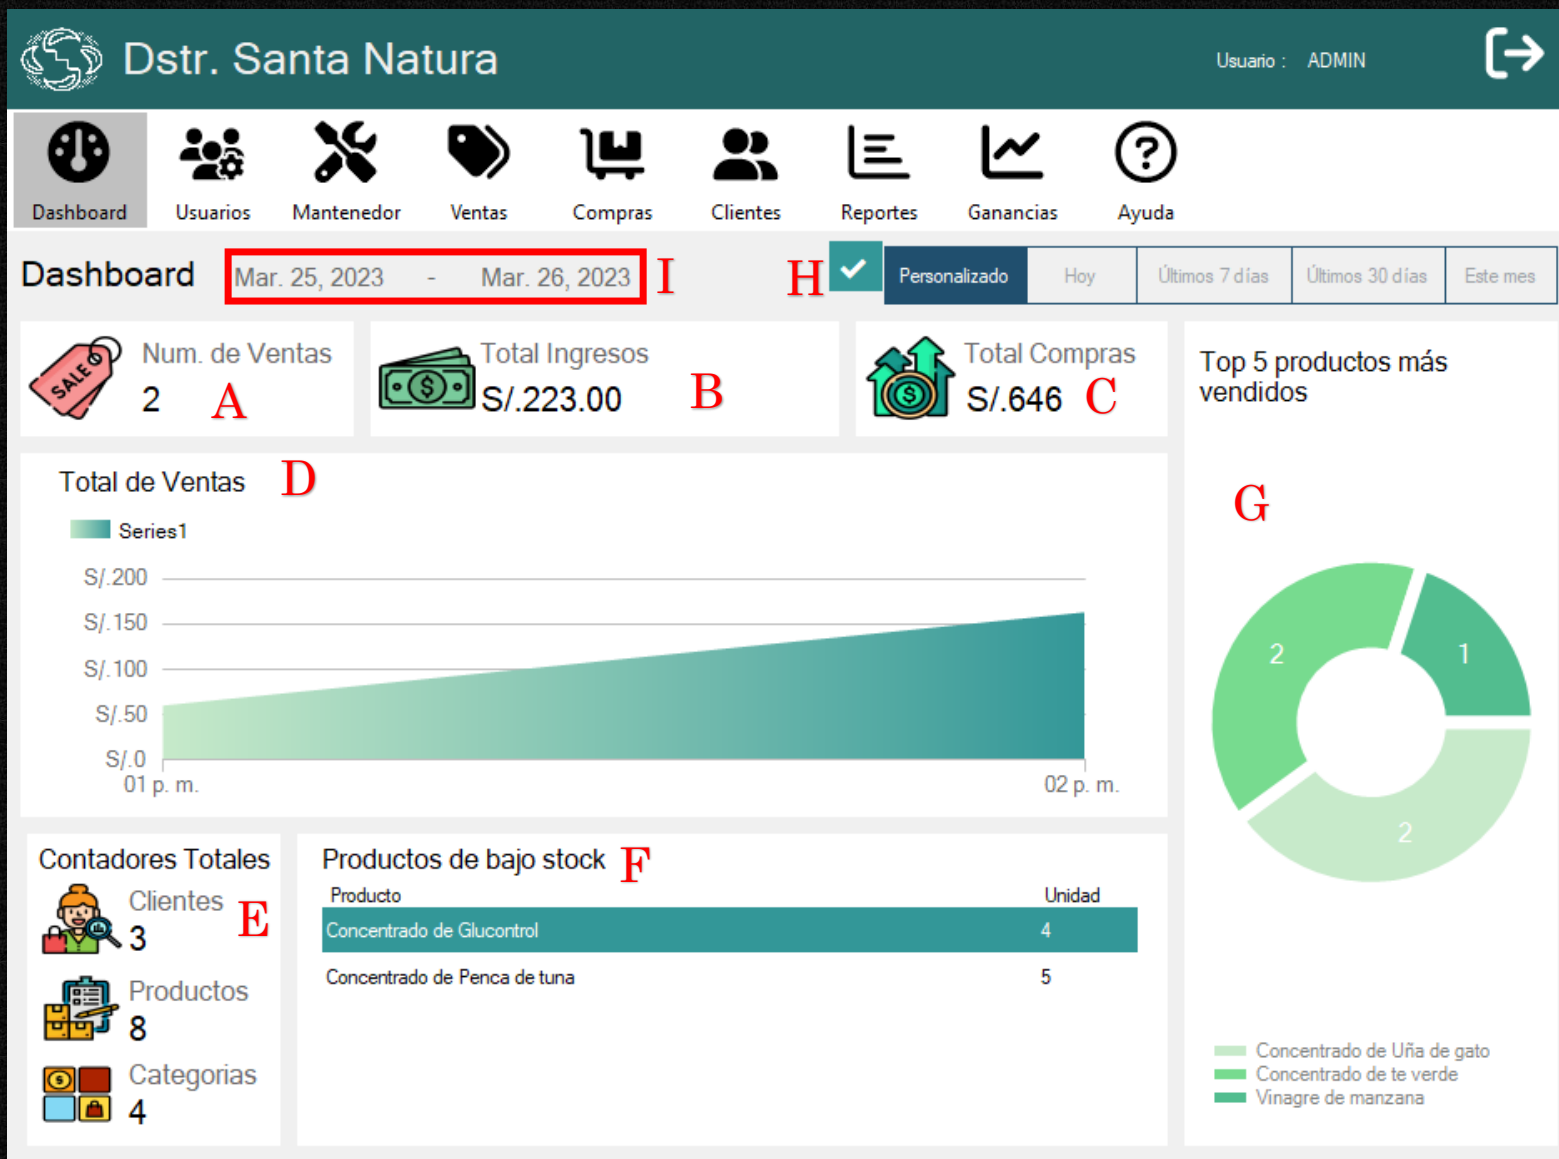 Dstr. Santa Natura
Usuario : ADMIN
Dashboard Usuarios Mantenedor Ventas Compras Clientes Reportes Ganancias Ayuda
Dashboard Mar. 25, 2023 - Mar. 26, 2023 I H Personalizado Hoy Últimos 7 días Últimos 30 días Este mes
SALE
Num. de Ventas
2 A
Total Ingresos
S/.223.00 B
Total Compras
S/.646 C
Top 5 productos más
vendidos
G
2
1
2
Concentrado de Uña de gato
Concentrado de te verde
Vinagre de manzana
Total de Ventas D
Series1
S/.200
S/.150
S/.100
S/.50
S/.0
01 p. m. 02 p. m.
Contadores Totales
Clientes E
3
Productos
8
Categorias
4
Productos de bajo stock F
Producto Unidad
Concentrado de Glucontrol 4
Concentrado de Penca de tuna 5